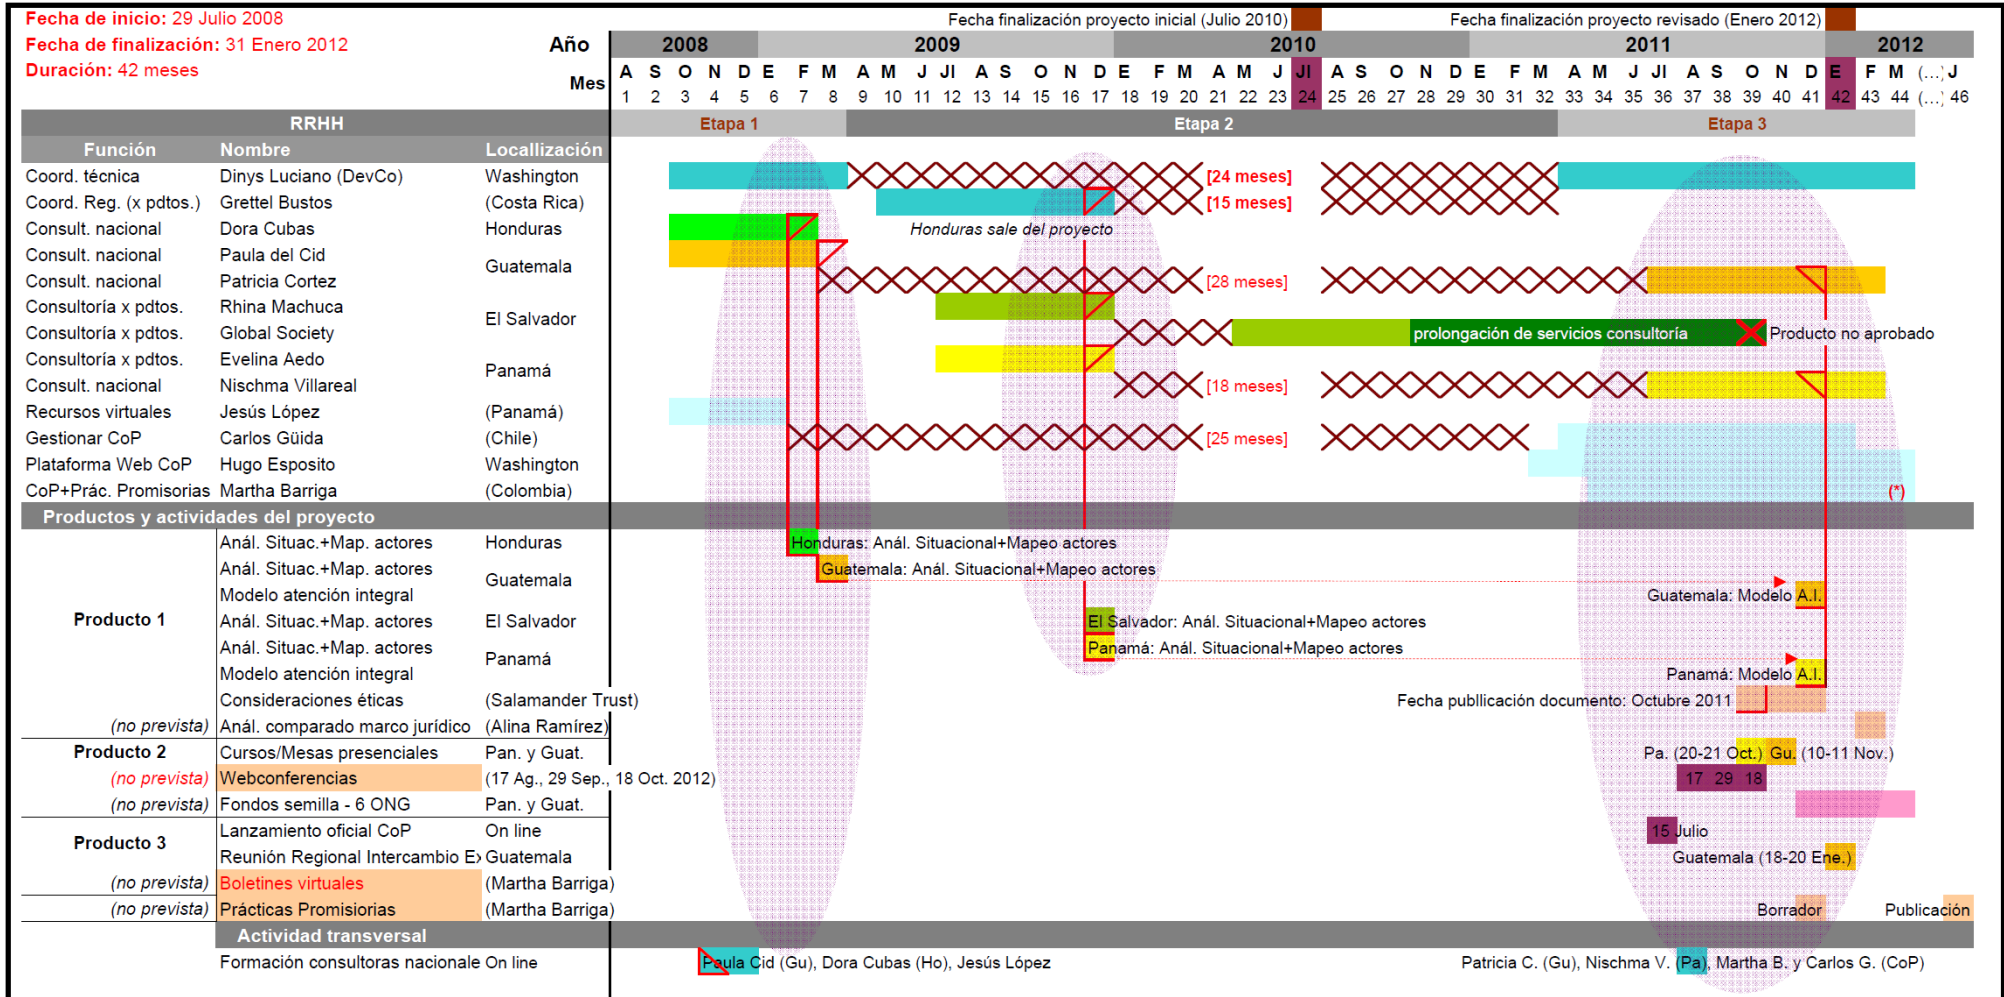 Fecha de inicio: 29 Julio 2008
Fecha finalización proyecto inicial (Julio 2010)
Fecha finalización proyecto revisado (Enero 2012)
Fecha de finalización: 31 Enero 2012
Año 2008 2009 2010 2011 2012
Duración: 42 meses
Mes A S O N D E F M A M J Jl A S O N D E F M A M J Jl A S O N D E F M A M J Jl A S O N D E F M (...) J
1 2 3 4 5 6 7 8 9 10 11 12 13 14 15 16 17 18 19 20 21 22 23 24 25 26 27 28 29 30 31 32 33 34 35 36 37 38 39 40 41 42 43 44 (...) 46
RRHH Etapa 1 Etapa 2 Etapa 3
Función Nombre Locallización
Coord. técnica Dinys Luciano (DevCo) Washington [24 meses]
Coord. Reg. (x pdtos.) Grettel Bustos (Costa Rica) [15 meses]
Consult. nacional Dora Cubas Honduras Honduras sale del proyecto
Consult. nacional Paula del Cid
Guatemala
Consult. nacional Patricia Cortez [28 meses]
Consultoría x pdtos. Rhina Machuca
El Salvador
Consultoría x pdtos. Global Society prolongación de servicios consultoría Producto no aprobado
Consultoría x pdtos. Evelina Aedo
Panamá
Consult. nacional Nischma Villareal [18 meses]
Recursos virtuales Jesús López (Panamá)
Gestionar CoP Carlos Güida (Chile) [25 meses]
Plataforma Web CoP Hugo Esposito Washington
CoP+Prác. Promisorias Martha Barriga (Colombia) (*)
Productos y actividades del proyecto
Anál. Situac.+Map. actores Honduras Honduras: Anál. Situacional+Mapeo actores
Anál. Situac.+Map. actores Guatemala: Anál. Situacional+Mapeo actores
Guatemala
Modelo atención integral Guatemala: Modelo A.I.
Producto 1 Anál. Situac.+Map. actores El Salvador El Salvador: Anál. Situacional+Mapeo actores
Anál. Situac.+Map. actores Panamá: Anál. Situacional+Mapeo actores
Panamá
Modelo atención integral Panamá: Modelo A.I.
Consideraciones éticas (Salamander Trust) Fecha publlicación documento: Octubre 2011
(no prevista) Anál. comparado marco jurídico (Alina Ramírez)
Producto 2 Cursos/Mesas presenciales Pan. y Guat. Pa. (20-21 Oct.) Gu. (10-11 Nov.)
(no prevista) Webconferencias (17 Ag., 29 Sep., 18 Oct. 2012) 17 29 18
(no prevista) Fondos semilla - 6 ONG Pan. y Guat.
Producto 3 Lanzamiento oficial CoP On line 15 Julio
Reunión Regional Intercambio Ex Guatemala Guatemala (18-20 Ene.)
(no prevista) Boletines virtuales (Martha Barriga)
(no prevista) Prácticas Promisiorias (Martha Barriga) Borrador Publicación
Actividad transversal
Formación consultoras nacionale On line Paula Cid (Gu), Dora Cubas (Ho), Jesús López Patricia C. (Gu), Nischma V. (Pa), Martha B. y Carlos G. (CoP)